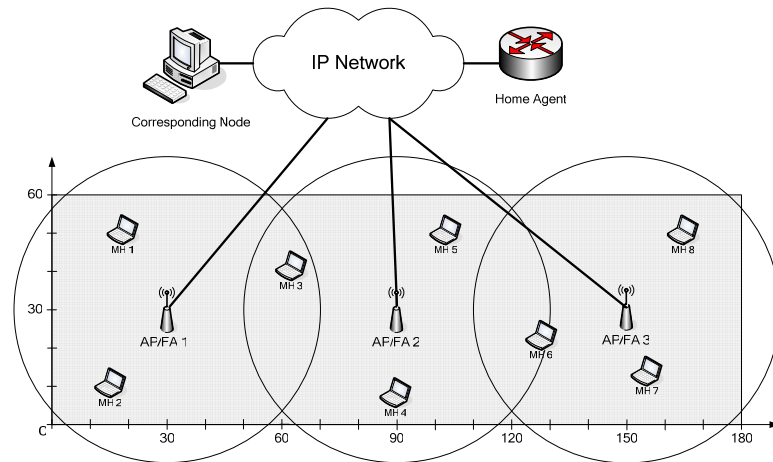 IP Network
Home Agent
Corresponding Node
60
MH 1
MH 5
MH 8
MH 3
30
AP/FA 1
AP/FA 2
AP/FA 3
MH 6
MH 2
MH 4
MH 7
C
30
60
90
120
150
180